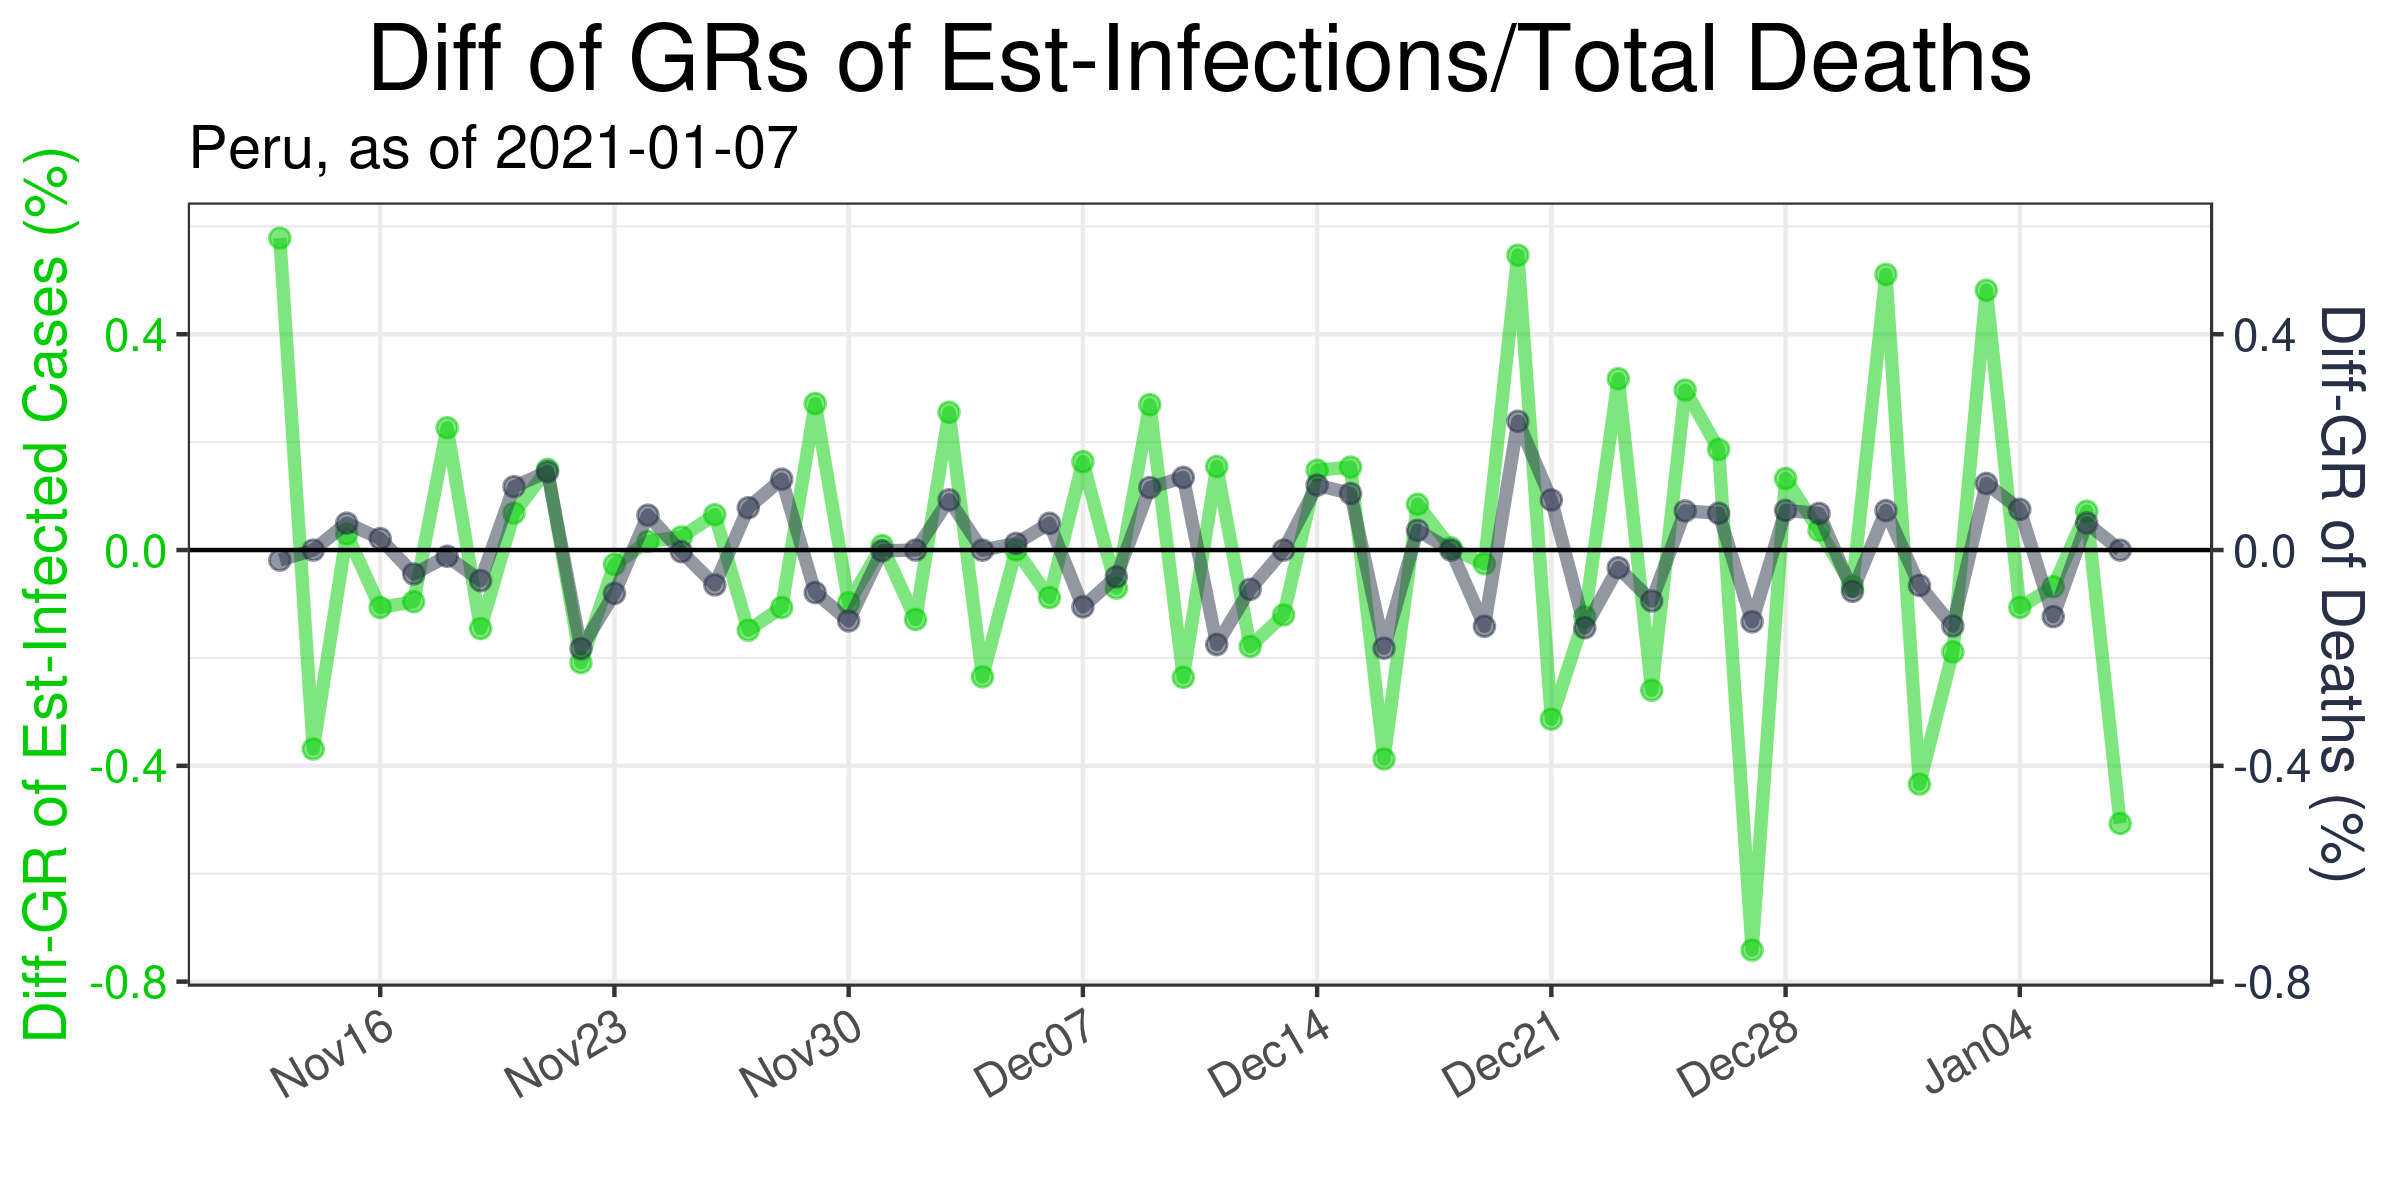 Diff of GRs of Est-Infections/Total Deaths
Peru, as of 2021-01-07
Diff-GR of Est-Infected Cases (%)
0.4
0.0
-0.4
-0.8
0.4
0.0
-0.4
-0.8
Diff-GR of Deaths (%)
Nov16
Nov23
Nov30
Dec07
Dec14
Dec21
Dec28
Jan04